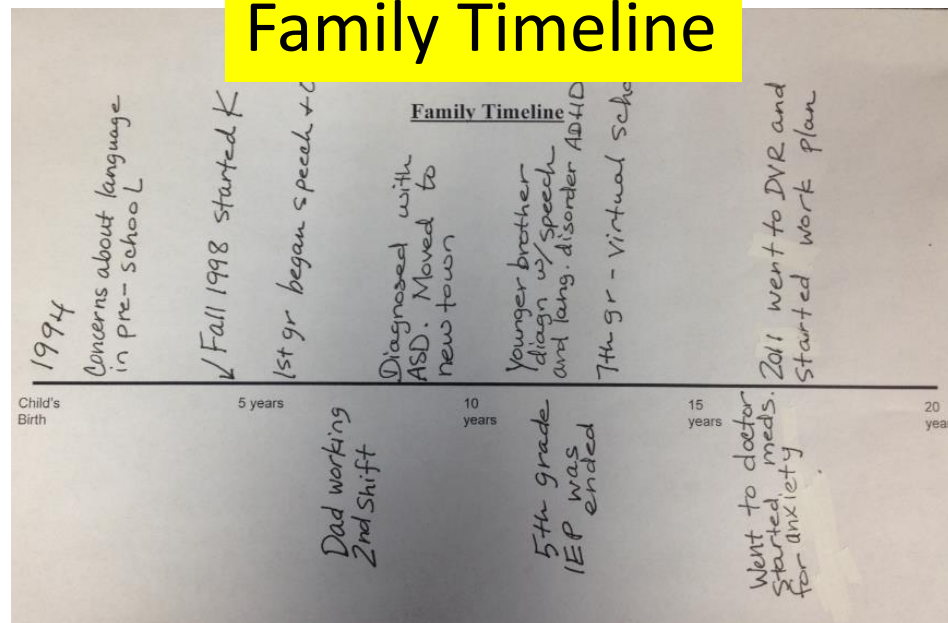 Family Timeline
Family Timeline
1994
Concerns about language
in pre-school
↙Fall 1998 started K
1st gr began speech +
Diagnosed with
ASD. Moved to
new town
Younger brother
diagn w/speech
and lang. disorder ADHD
7th gr - virtual
2011 went to DVR and
Started work plan
Child's
Birth
5 years
10
years
15
years
20
Dad working
2nd Shift
5th grade
IEP was
ended
Went to doctor
Started meds.
for anxiety